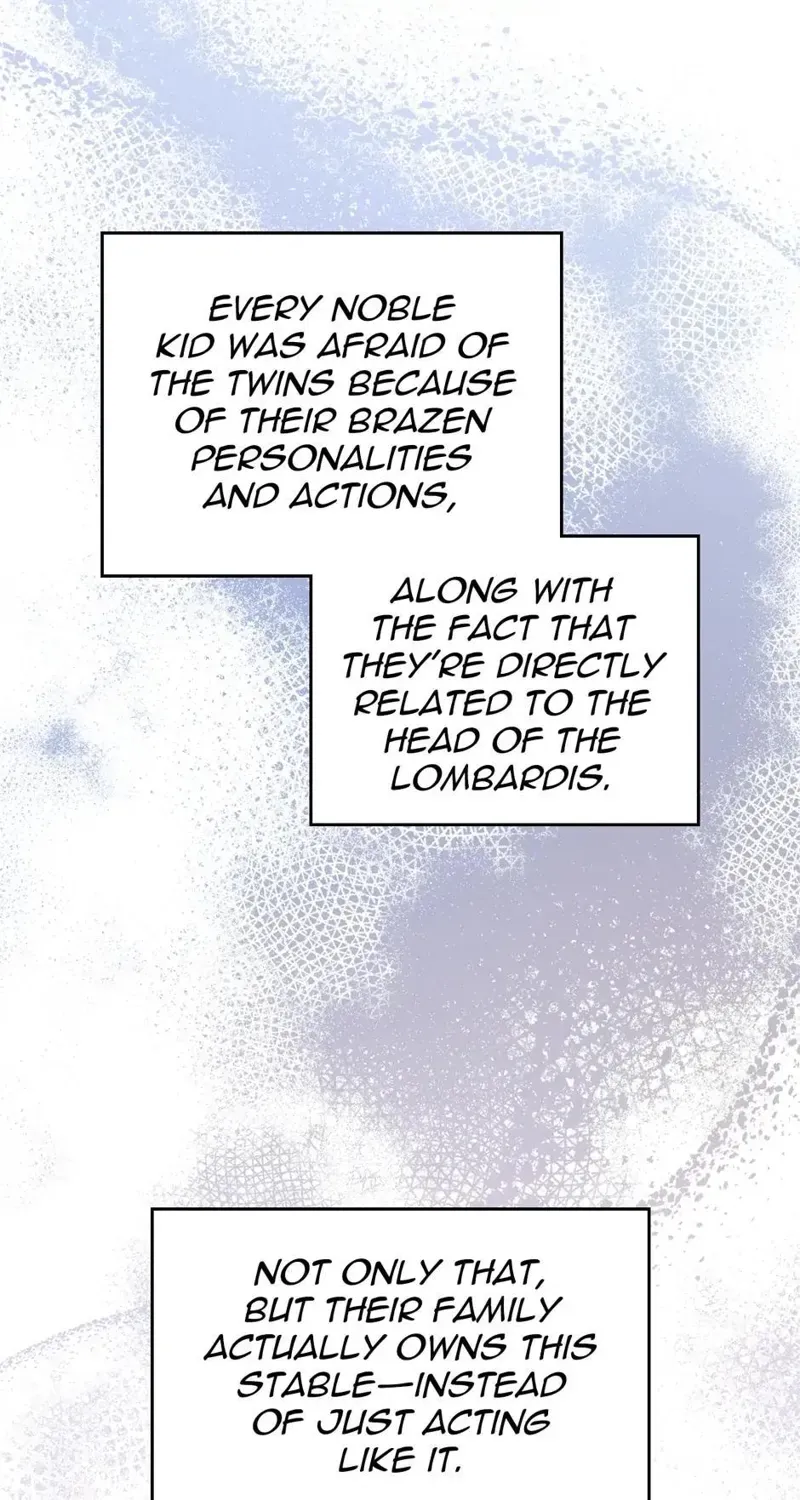 EVERY NOBLE
KID WAS AFRAID OF
THE TWINS BECAUSE
OF THEIR BRAZEN
PERSONALITIES
AND ACTIONS,
ALONG WITH
THE FACT THAT
THEY'RE DIRECTLY
RELATED TO THE
HEAD OF THE
LOMBARDIS.
NOT ONLY THAT,
BUT THEIR FAMILY
ACTUALLY OWNS THIS
STABLE—INSTEAD
OF JUST ACTING
LIKE IT.